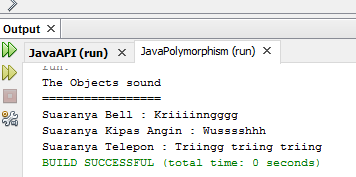 Output
JavaAPI (run)
JavaPolymorphism (run)
run:
The Objects sound
=================
Suaranya Bell : Kriiiinngggg
Suaranya Kipas Angin : Wusssshhh
Suaranya Telepon : Triingg triing triing
BUILD SUCCESSFUL (total time: 0 seconds)